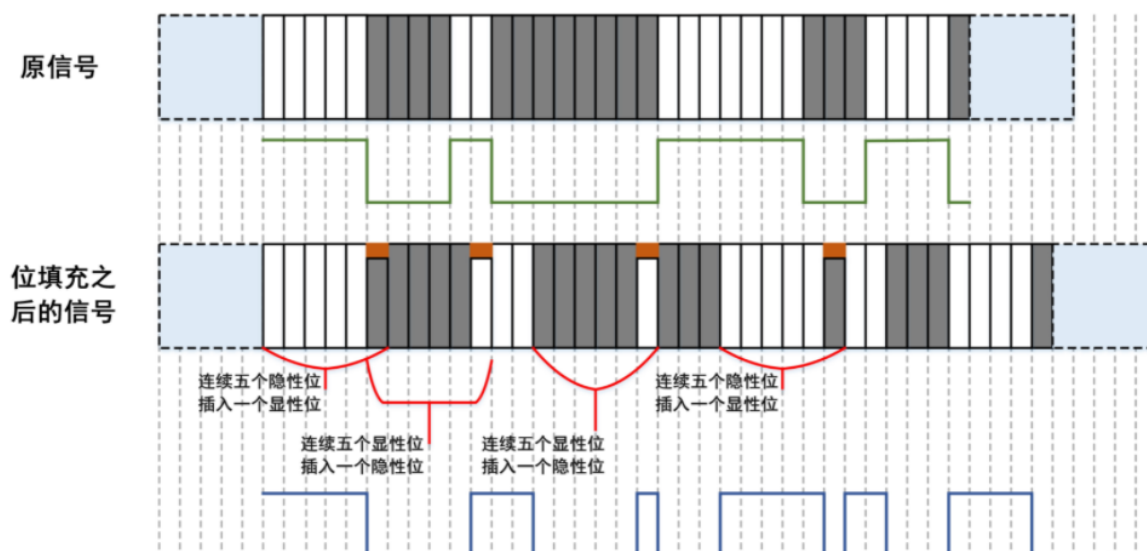 原信号
位填充之
后的信号
连续五个隐性位
插入一个显性位
连续五个显性位
插入一个隐性位
连续五个显性位
插入一个隐性位
连续五个隐性位
插入一个显性位